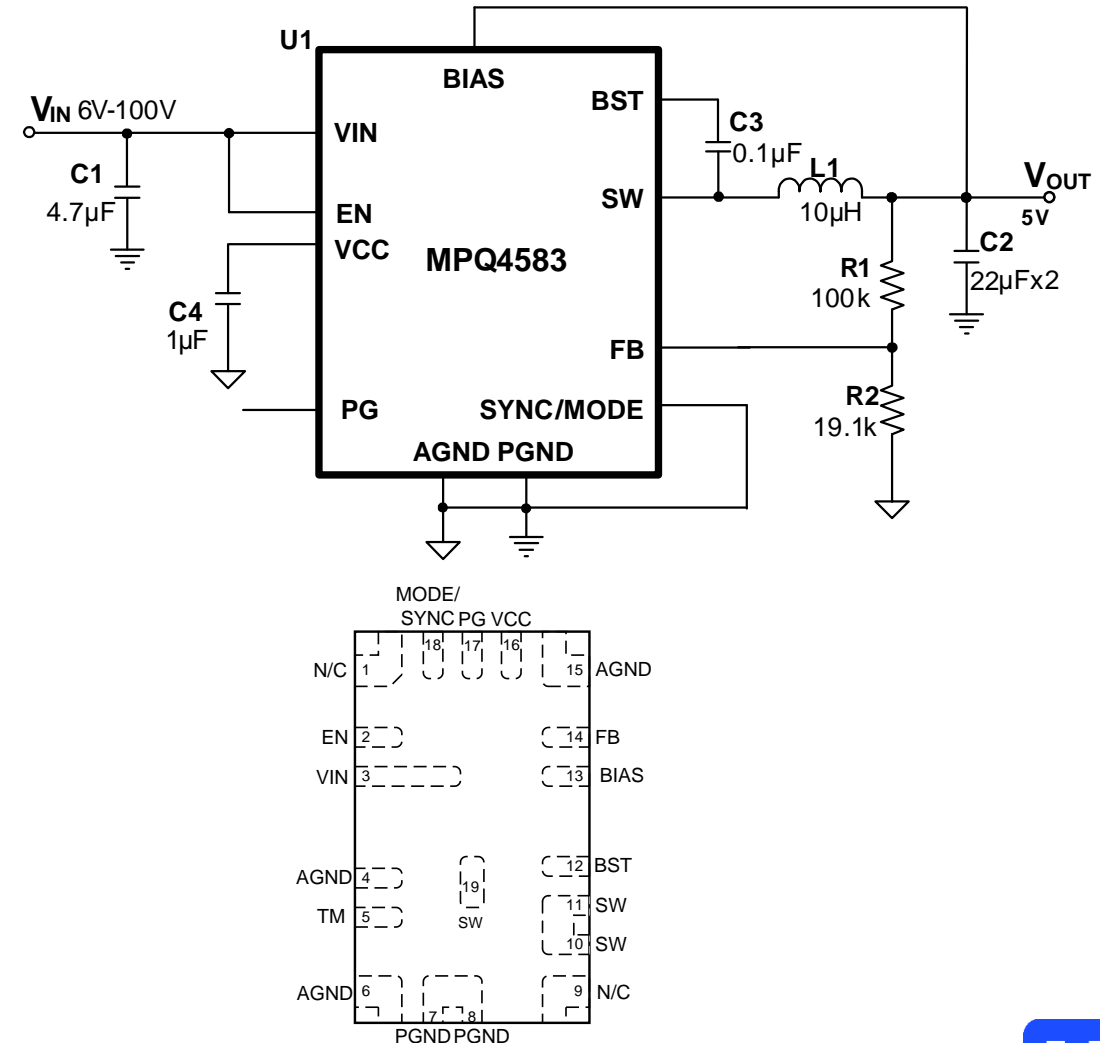 U1
BIAS
BST
VIN 6V-100V
VIN
C3
0.1µF
C1
4.7µF
L1
10µH
VOUT
5V
SW
EN
VCC
MPQ4583
C2
22µFx2
R1
100k
C4
1µF
FB
R2
19.1k
PG
SYNC/MODE
AGND PGND
MODE/
SYNC PG VCC
18 17 16
N/C 1
15 AGND
EN 2
14 FB
VIN 3
13 BIAS
12 BST
AGND 4
19
SW
11 SW
TM 5
10 SW
AGND 6
9 N/C
7 8
PGND PGND